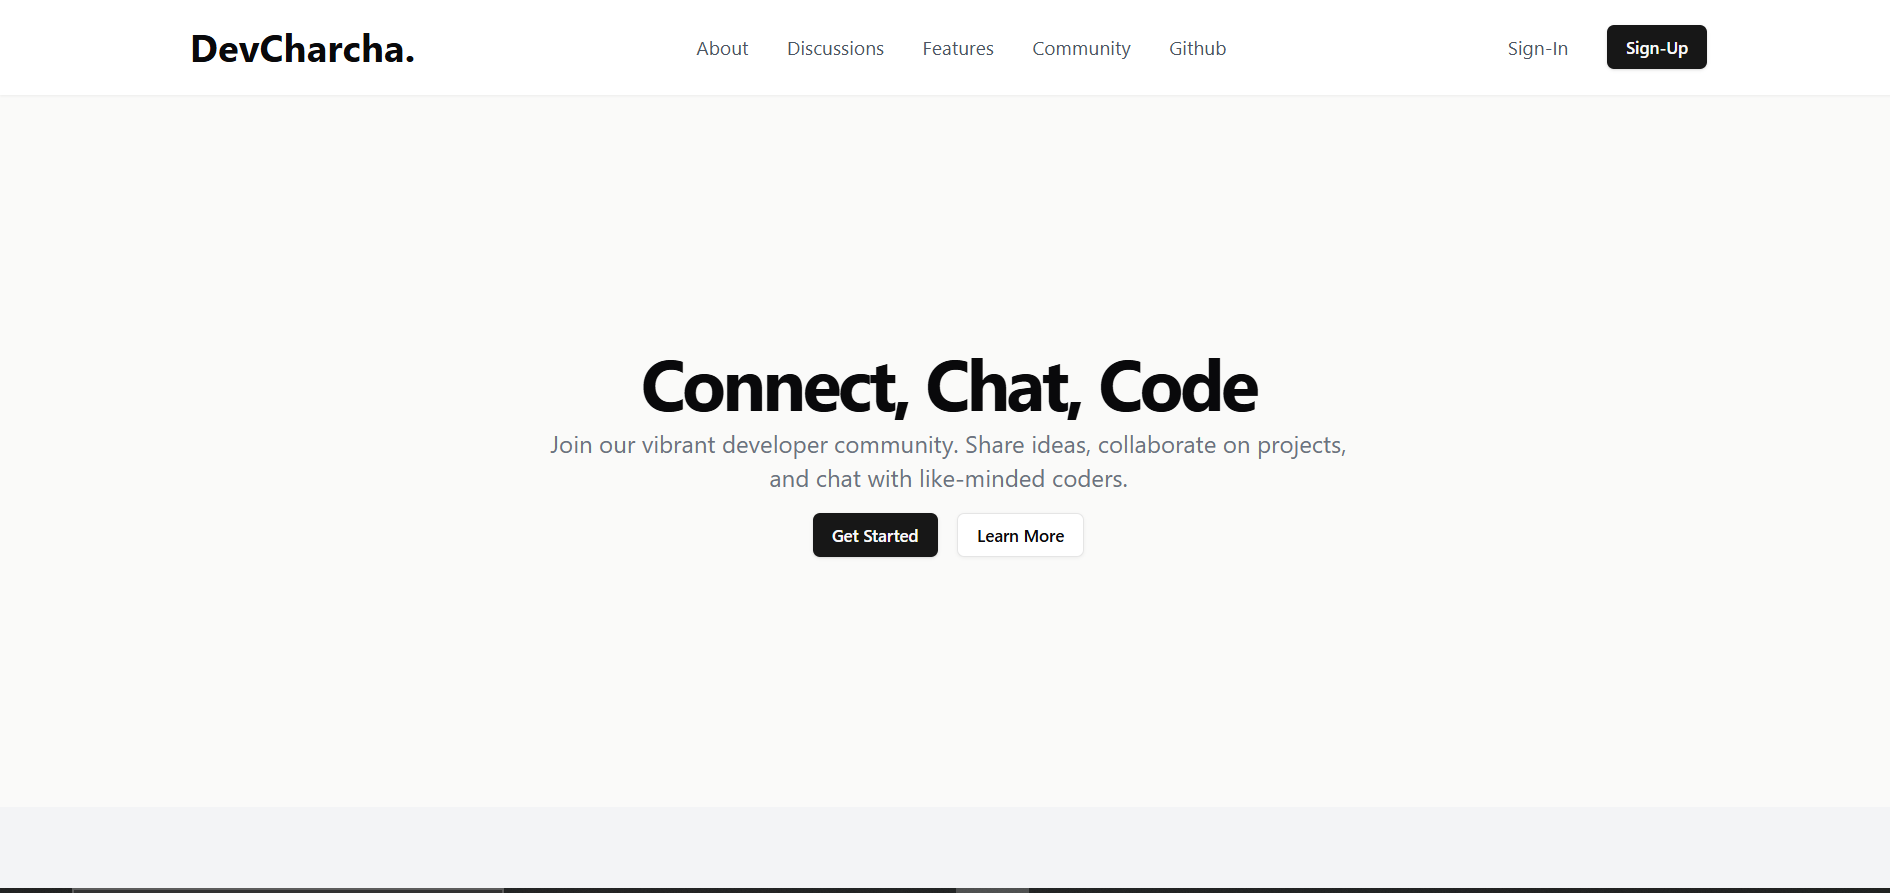 DevCharcha.
About
Discussions
Features
Community
Github
Sign-In
Sign-Up
Connect, Chat, Code
Join our vibrant developer community. Share ideas, collaborate on projects,
and chat with like-minded coders.
Get Started
Learn More